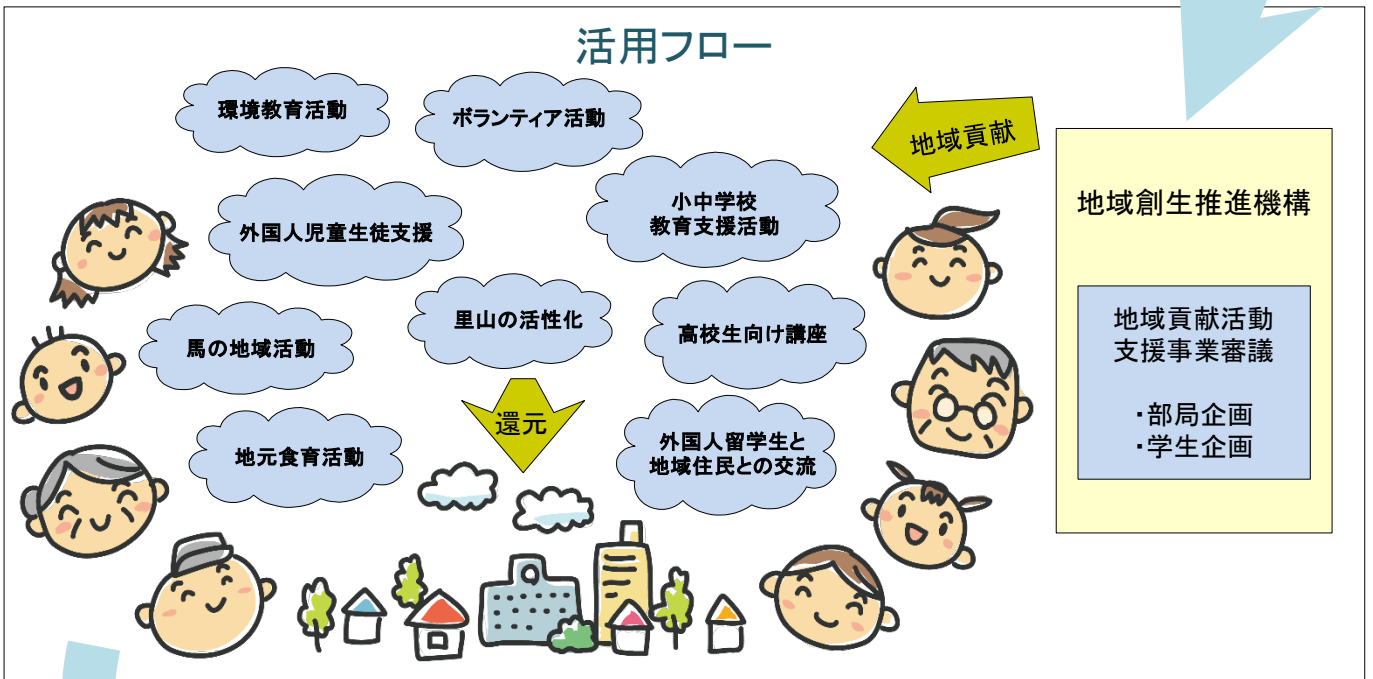 活用フロー
環境教育活動
ボランティア活動
地域貢献
小中学校
教育支援活動
外国人児童生徒支援
地域創生推進機構
里山の活性化
高校生向け講座
馬の地域活動
地域貢献活動
支援事業審議
・部局企画
・学生企画
還元
地元食育活動
外国人留学生と
地域住民との交流